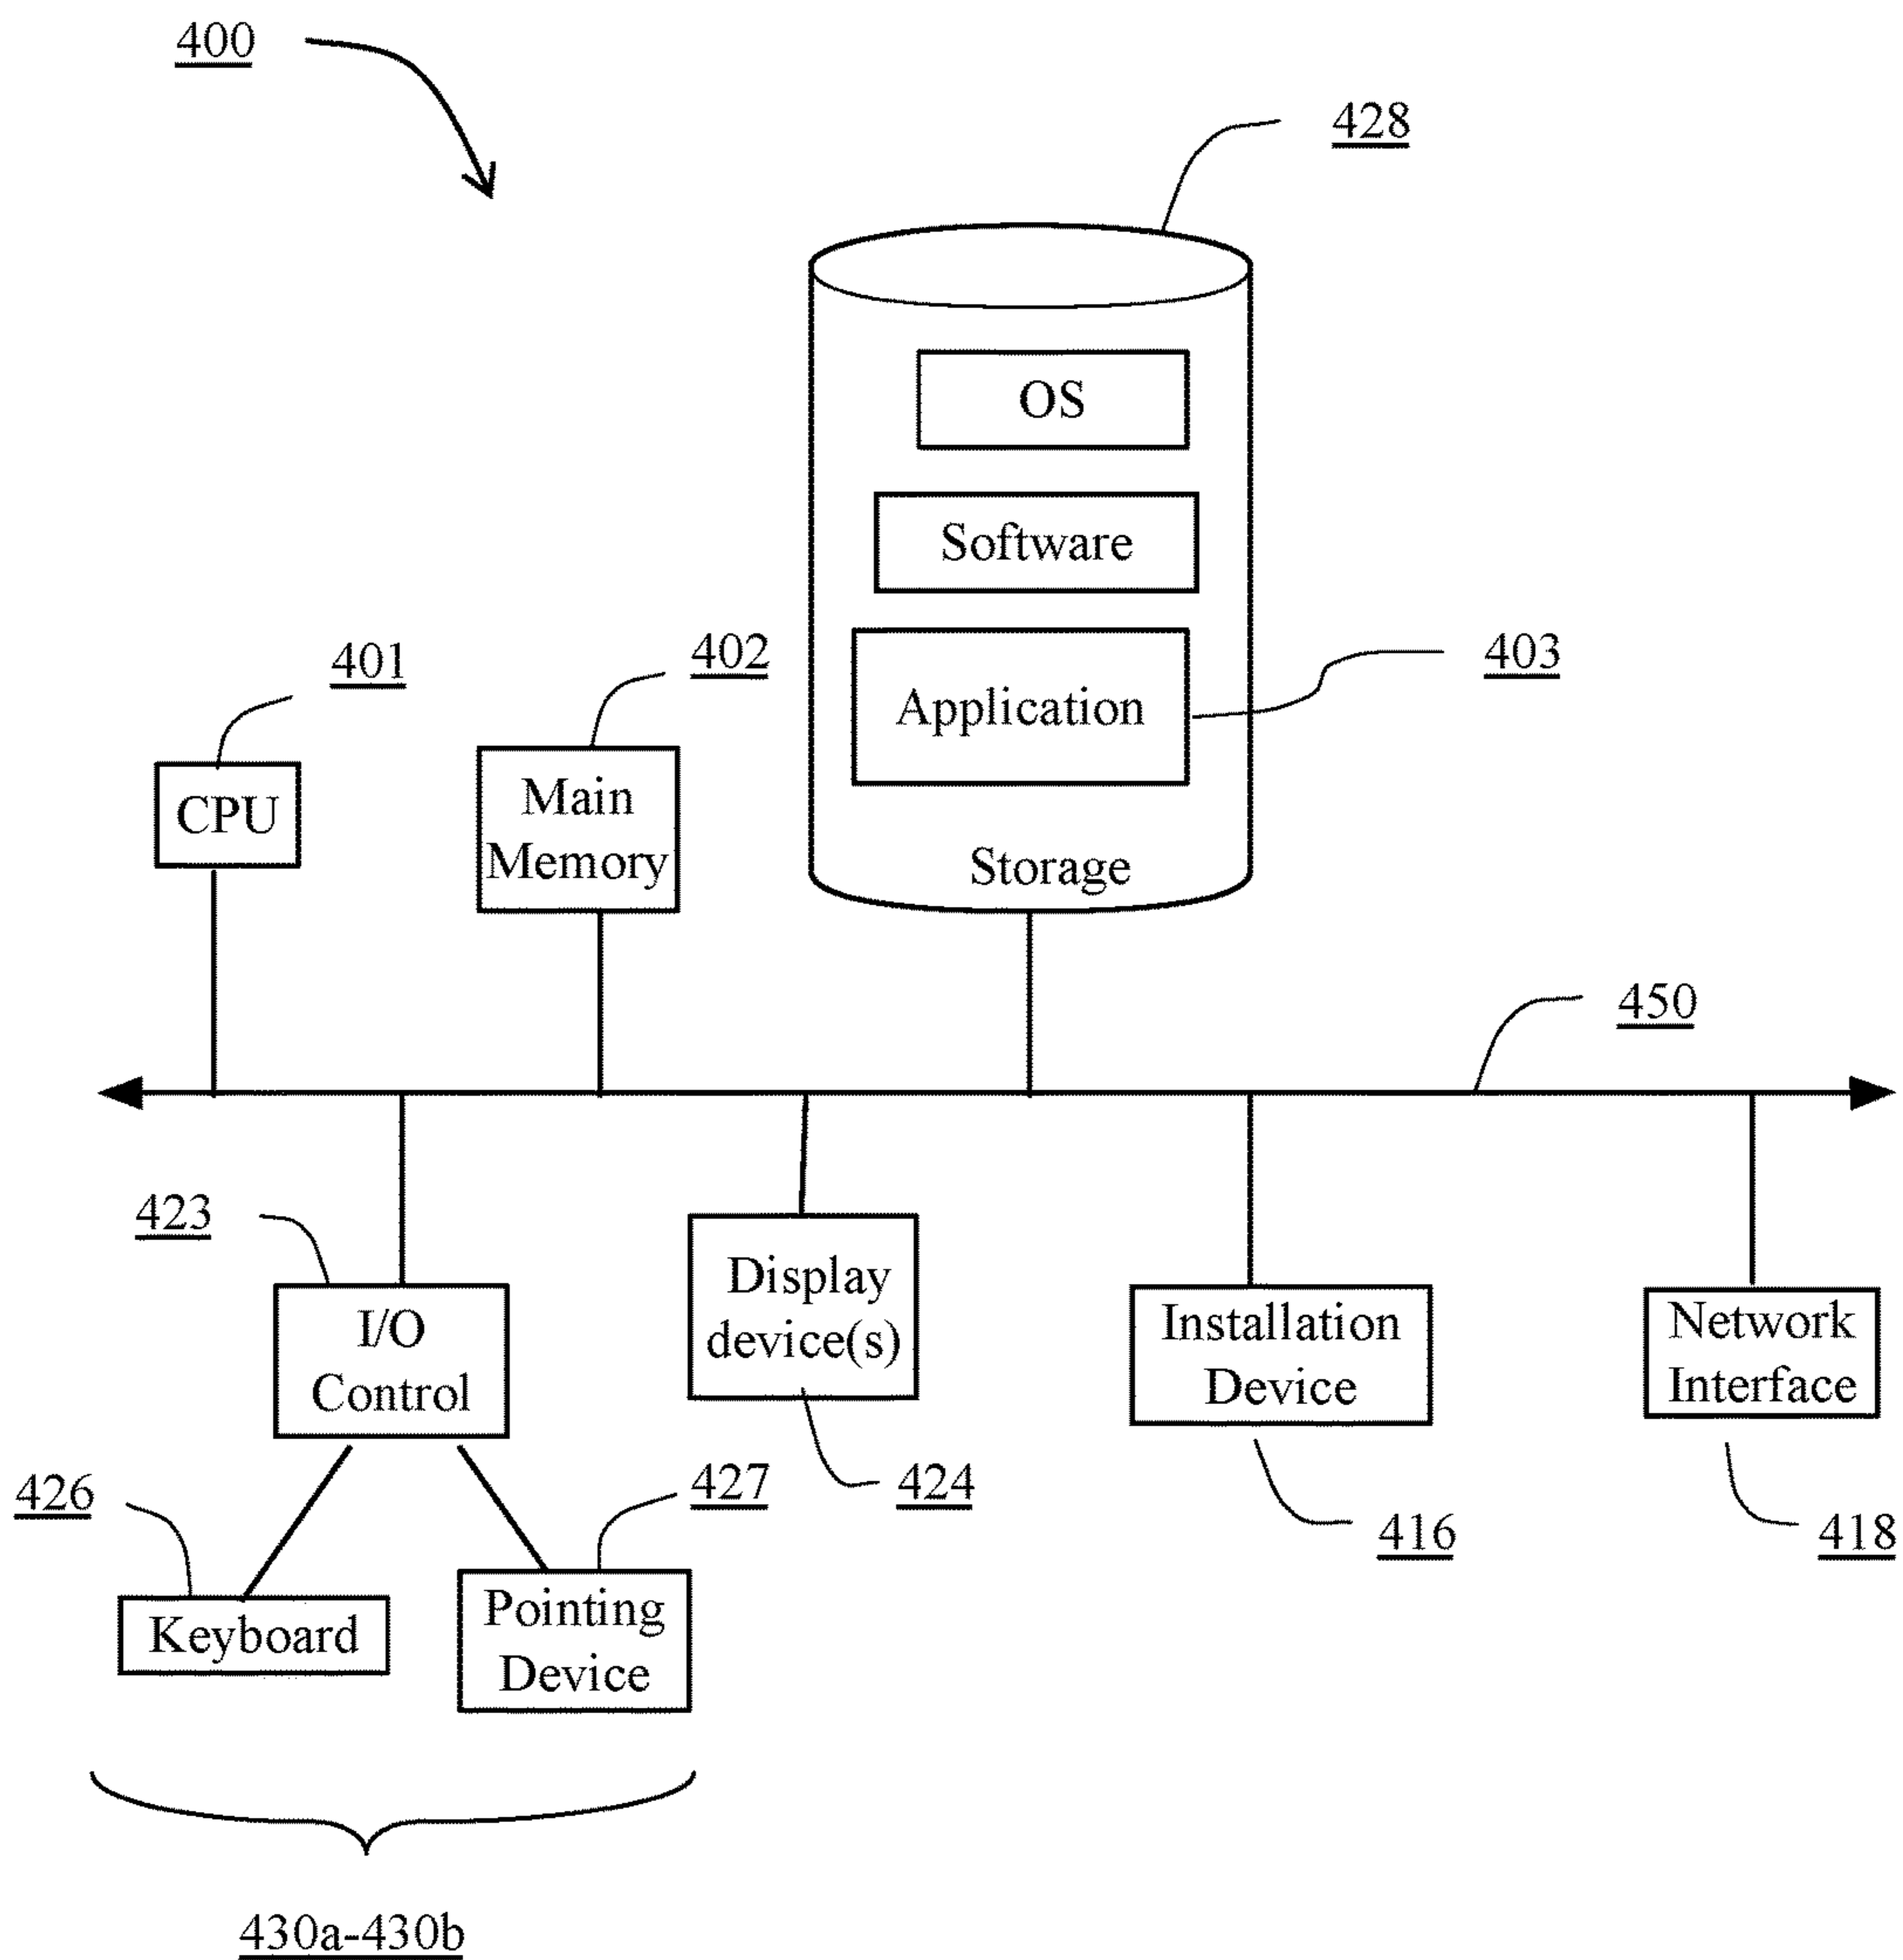 400
428
OS
Software
401
402
403
Application
CPU
Main
Memory
Storage
450
423
I/O
Control
Display
device(s)
Installation
Device
Network
Interface
426
427
424
416
418
Keyboard
Pointing
Device
430a-430b